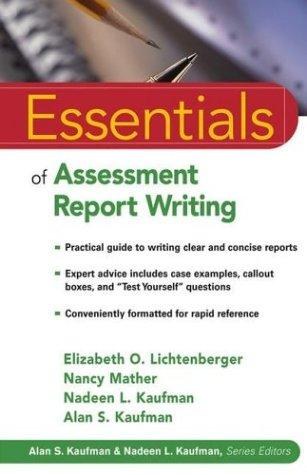 Essentials
of Assessment
Report Writing
Practical guide to writing clear and concise reports
Expert advice includes case examples, callout
boxes, and "Test Yourself" questions
Conveniently formatted for rapid reference
Elizabeth O. Lichtenberger
Nancy Mather
Nadeen L. Kaufman
Alan S. Kaufman
Alan S. Kaufman & Nadeen L. Kaufman, Series Editors